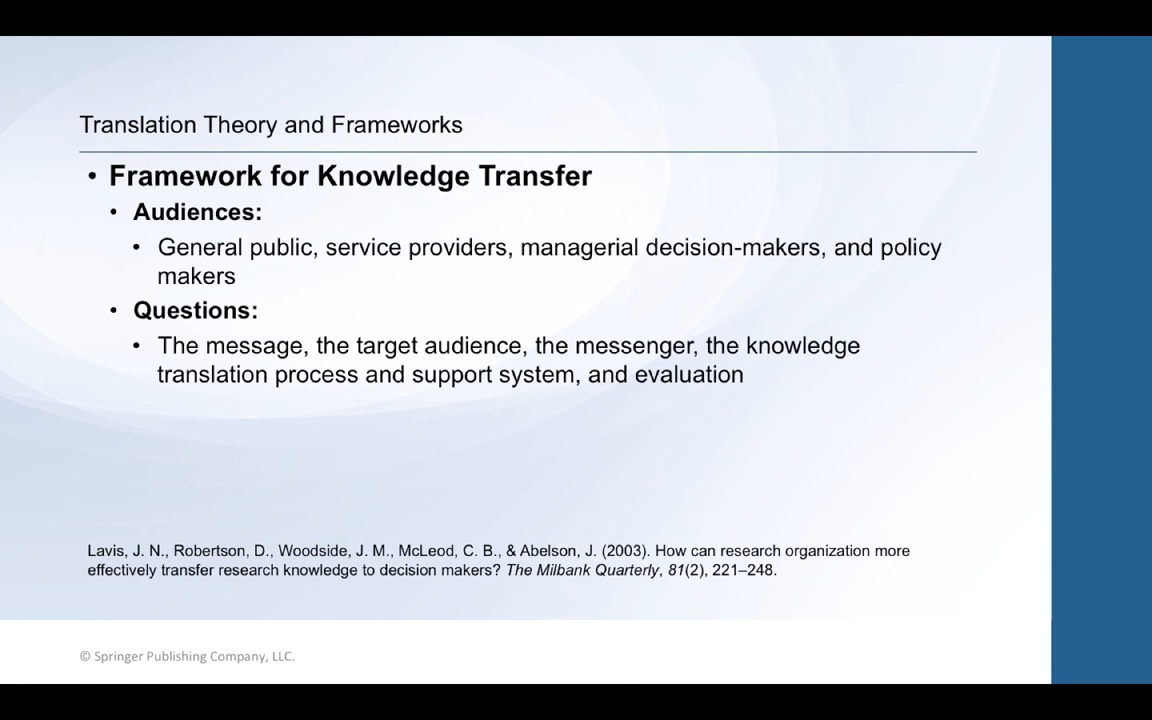 Translation Theory and Frameworks
• Framework for Knowledge Transfer
• Audiences:
• General public, service providers, managerial decision-makers, and policy
makers
• Questions:
• The message, the target audience, the messenger, the knowledge
translation process and support system, and evaluation
Lavis, J. N., Robertson, D., Woodside, J. M., McLeod, C. B., & Abelson, J. (2003). How can research organization more
effectively transfer research knowledge to decision makers? The Milbank Quarterly, 81(2), 221–248.
© Springer Publishing Company, LLC.